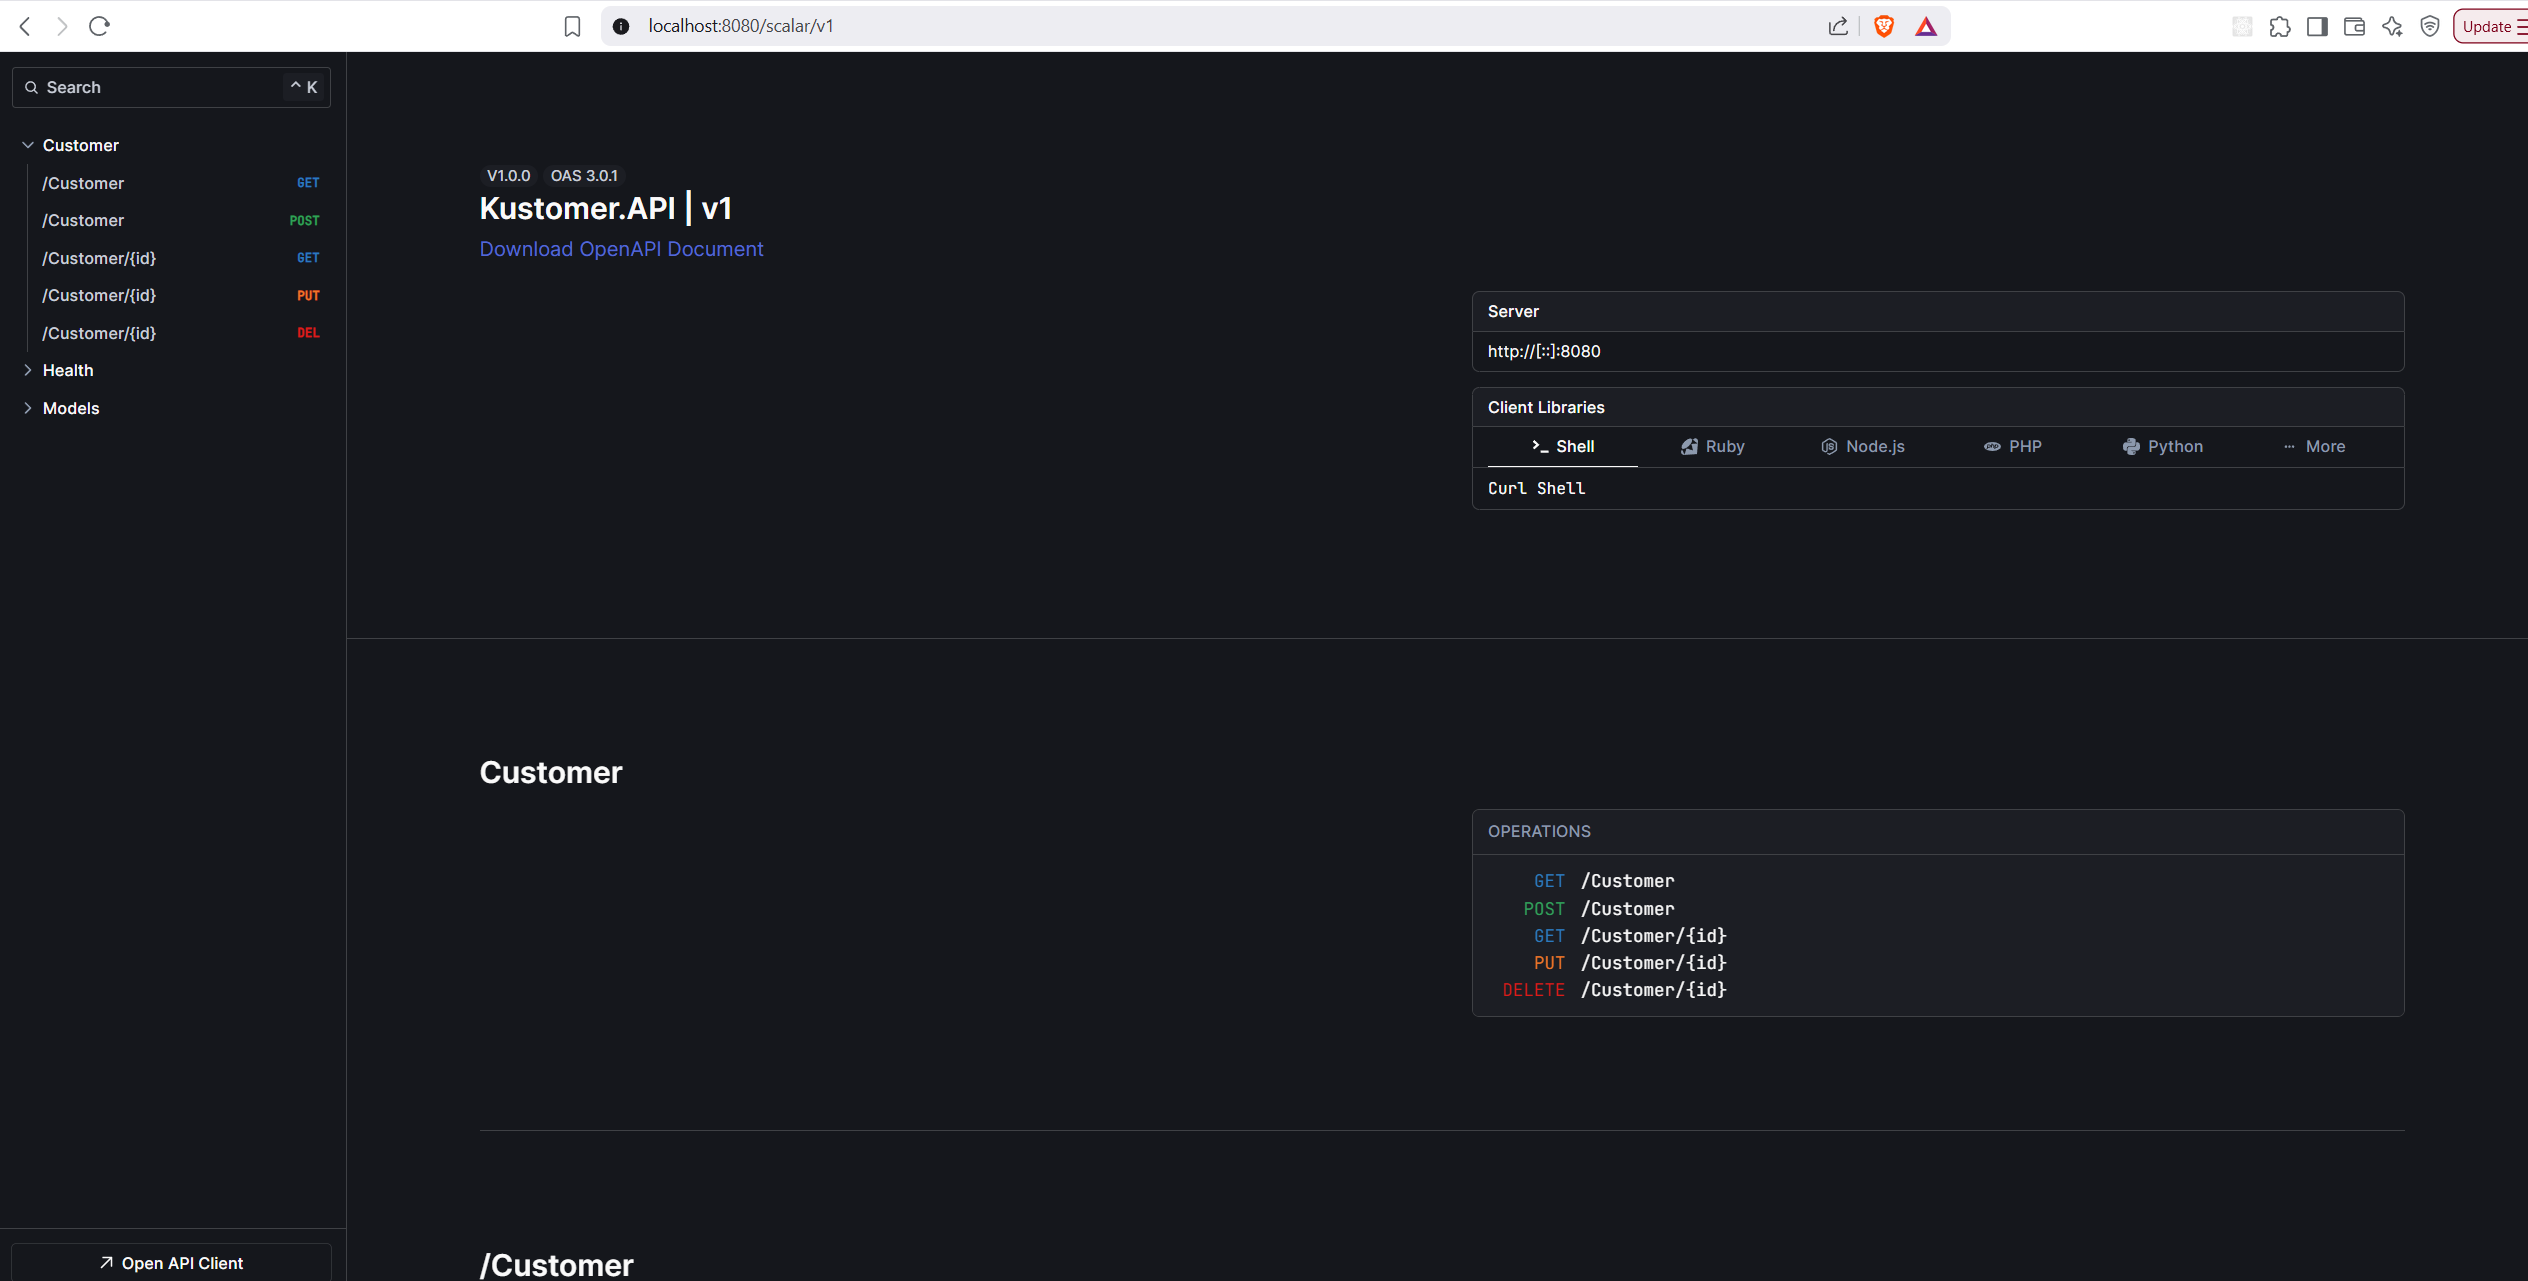 localhost:8080/scalar/v1
Update
Search
^ K
Customer
/Customer GET
/Customer POST
/Customer/{id} GET
/Customer/{id} PUT
/Customer/{id} DEL
Health
Models
Open API Client
V1.0.0 OAS 3.0.1
Kustomer.API | v1
Download OpenAPI Document
Server
http://[::]:8080
Client Libraries
Shell Ruby Node.js PHP Python More
Curl Shell
Customer
OPERATIONS
GET /Customer
POST /Customer
GET /Customer/{id}
PUT /Customer/{id}
DELETE /Customer/{id}
/Customer